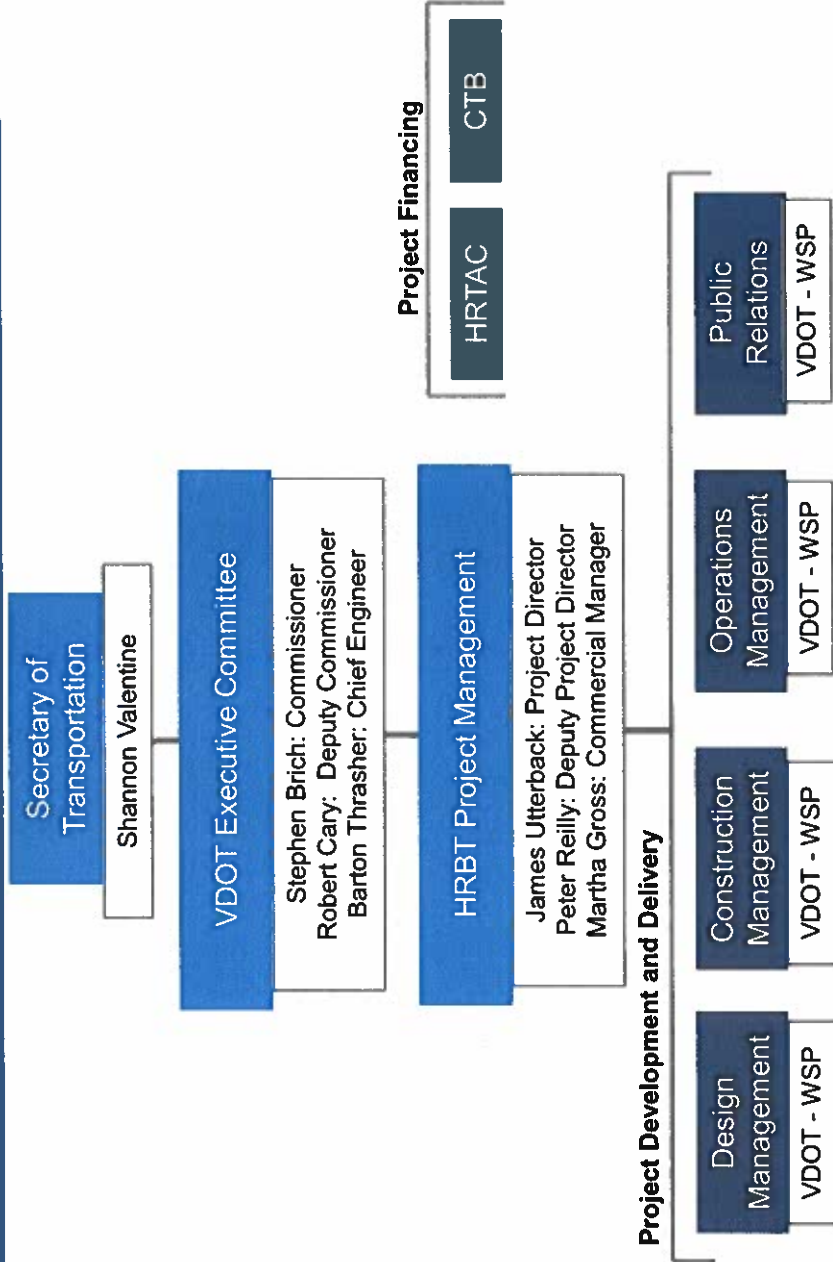 Secretary of
Transportation
Shannon Valentine
VDOT Executive Committee
Stephen Brich: Commissioner
Robert Cary: Deputy Commissioner
Barton Thrasher: Chief Engineer
HRBT Project Management
James Utterback: Project Director
Peter Reilly: Deputy Project Director
Martha Gross: Commercial Manager
Project Financing
HRTAC
CTB
Project Development and Delivery
Design
Management
VDOT - WSP
Construction
Management
VDOT - WSP
Operations
Management
VDOT - WSP
Public
Relations
VDOT - WSP